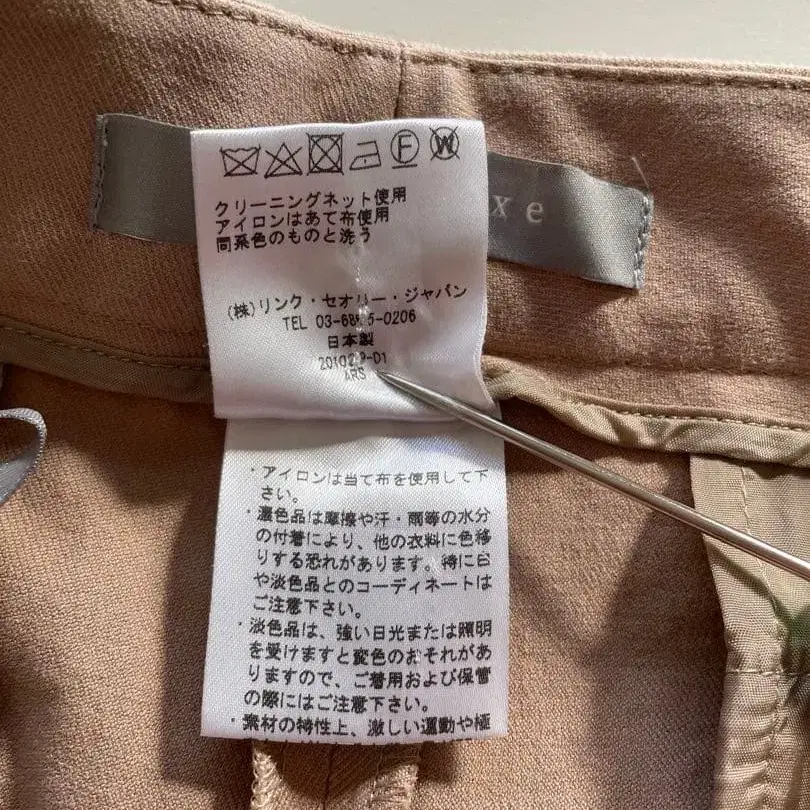 クリーニングネット使用
アイロンはあて布使用
同系色のものと洗う
xe
(株)リンク・セオリー・ジャパン
TEL 03-68 5-0206
日本製
-01
ARS
・アイロンは当て布を使用して下
さい。
・濃色品は摩擦や汗・雨等の水分
の付着により、他の衣料に色移
りする恐れがあります。特に白
や淡色品とのコーディネートは
ご注意下さい。
・淡色品は、強い日光または照明
を受けますと変色のおそれがあ
りますので、ご着用および保管
の際にはご注意下さい。
・素材の特性上、激しい運動や極